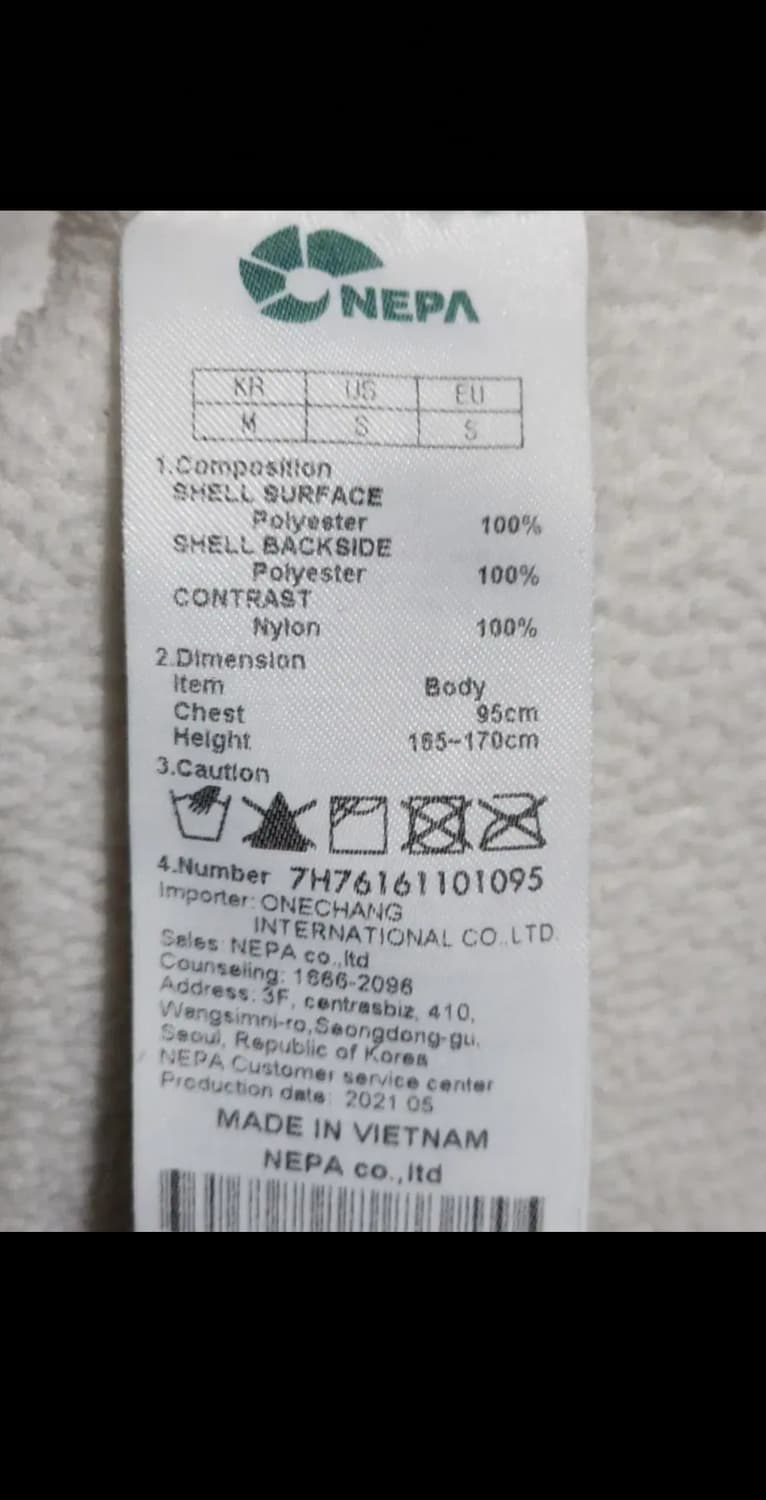 NEPA
KR US EU
M S S
1.Composition
SHELL SURFACE
Polyester 100%
SHELL BACKSIDE
Polyester 100%
CONTRAST
Nylon 100%
2.Dimension
Item Body
Chest 95cm
Height 165~170cm
3.Caution
4.Number 7H76161101095
Importer: ONECHANG
INTERNATIONAL CO.,LTD.
Sales: NEPA co.,ltd
Counseling: 1666-2096
Address: 3F, centrasbiz, 410,
Wangsimni-ro,Seongdong-gu,
Seoul, Republic of Korea
NEPA Customer service center
Production date: 2021 05
MADE IN VIETNAM
NEPA co.,ltd